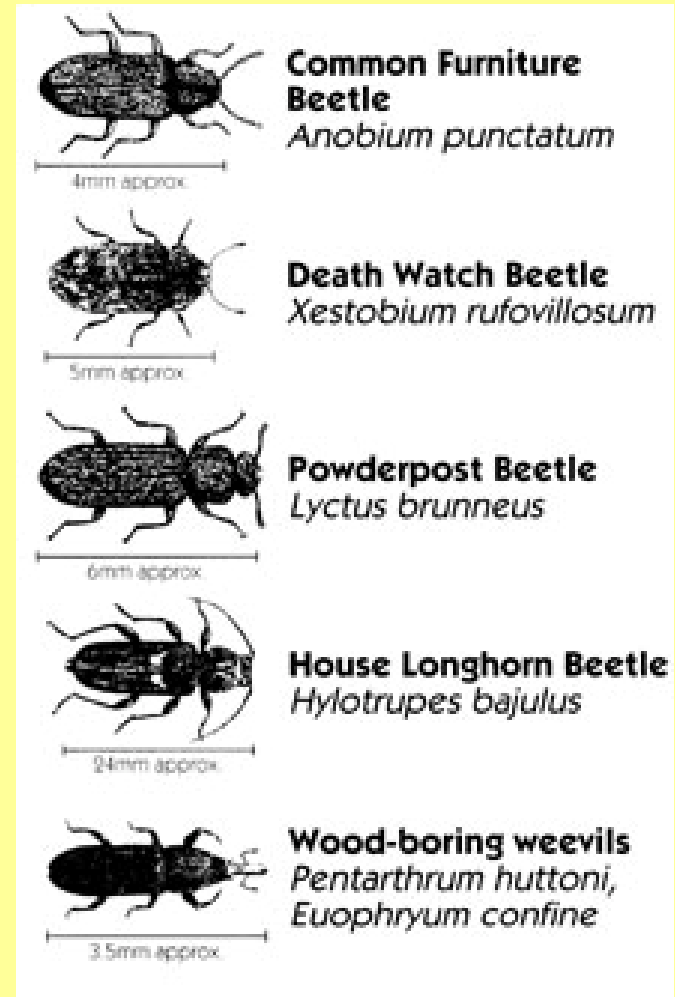 Common Furniture
Beetle
Anobium punctatum
4mm approx
Death Watch Beetle
Xestobium rufovillosum
5mm approx
Powderpost Beetle
Lyctus brunneus
6mm approx
House Longhorn Beetle
Hylotrupes bajulus
24mm approx
Wood-boring weevils
Pentarthrum huttoni,
Euophryum confine
3.5mm approx